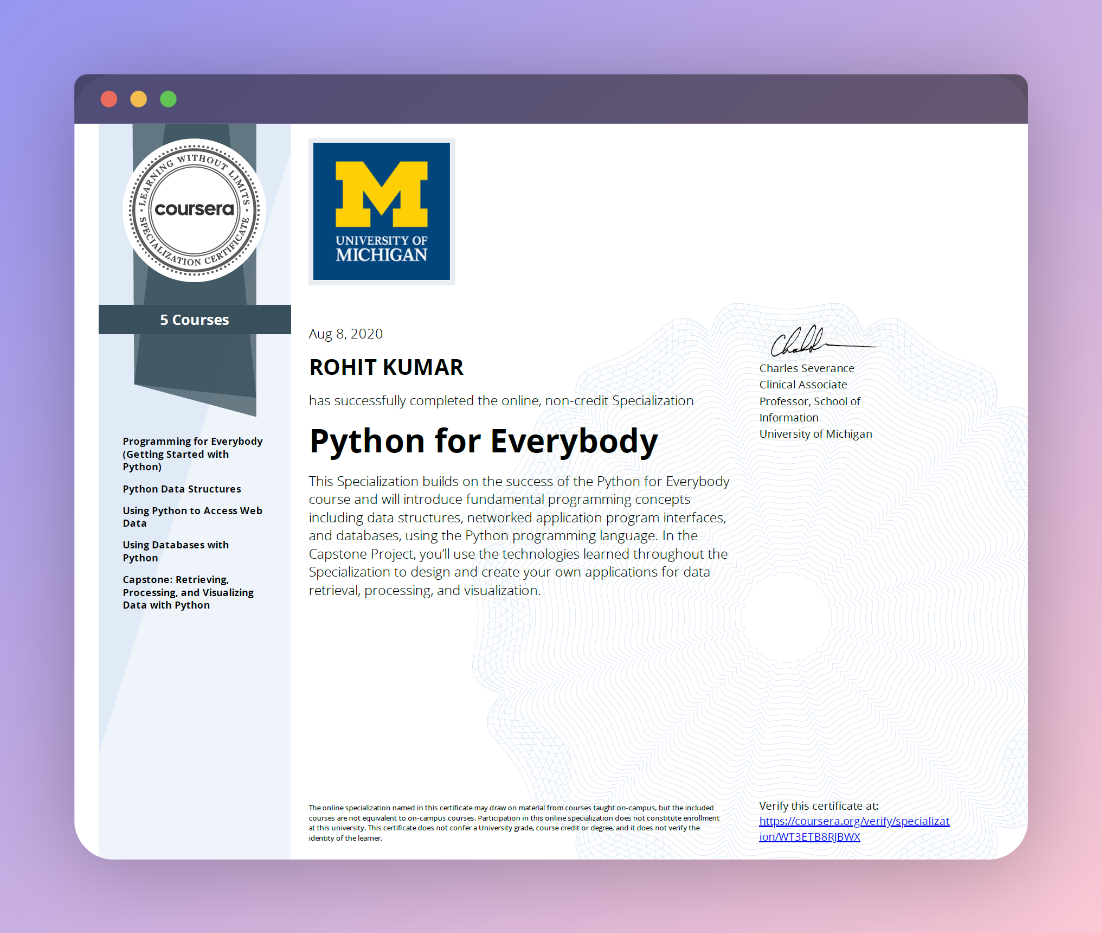 LEARNING WITHOUT LIMITS
coursera
SPECIALIZATION CERTIFICATE
5 Courses
Programming for Everybody
(Getting Started with
Python)
Python Data Structures
Using Python to Access Web
Data
Using Databases with
Python
Capstone: Retrieving,
Processing, and Visualizing
Data with Python
M
UNIVERSITY OF
MICHIGAN
Aug 8, 2020
ROHIT KUMAR
has successfully completed the online, non-credit Specialization
Python for Everybody
This Specialization builds on the success of the Python for Everybody
course and will introduce fundamental programming concepts
including data structures, networked application program interfaces,
and databases, using the Python programming language. In the
Capstone Project, you’ll use the technologies learned throughout the
Specialization to design and create your own applications for data
retrieval, processing, and visualization.
Charles Severance
Clinical Associate
Professor, School of
Information
University of Michigan
The online specialization named in this certificate may draw on material from courses taught on-campus, but the included
courses are not equivalent to on-campus courses. Participation in this online specialization does not constitute enrollment
at this university. This certificate does not confer a University grade, course credit or degree, and it does not verify the
identity of the learner.
Verify this certificate at:
https://coursera.org/verify/specializat
ion/WT3ETB8RJBWX